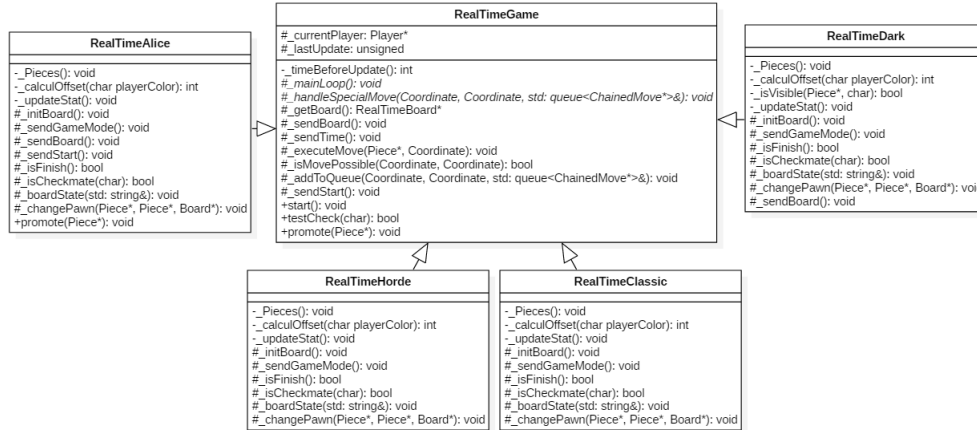 RealTimeGame
#_currentPlayer: Player*
#_lastUpdate: unsigned
-_timeBeforeUpdate(): int
#_mainLoop(): void
#_handleSpecialMove(Coordinate, Coordinate, std: queue<ChainedMove*>&): void
#_getBoard(): RealTimeBoard*
#_sendBoard(): void
#_sendTime(): void
#_executeMove(Piece*, Coordinate): void
#_isMovePossible(Coordinate, Coordinate): bool
#_addToQueue(Coordinate, Coordinate, std: queue<ChainedMove*>&): void
#_sendStart(): void
+start(): void
+testCheck(char): bool
+promote(Piece*): void
RealTimeAlice
-_Pieces(): void
-_calculOffset(char playerColor): int
-_updateStat(): void
#_initBoard(): void
#_sendGameMode(): void
#_sendBoard(): void
#_sendStart(): void
#_isFinish(): bool
#_isCheckmate(char): bool
#_boardState(std: string&): void
#_changePawn(Piece*, Piece*, Board*): void
+promote(Piece*): void
RealTimeDark
-_Pieces(): void
-_calculOffset(char playerColor): int
-_isVisible(Piece*, char): bool
-_updateStat(): void
#_initBoard(): void
#_sendGameMode(): void
#_isFinish(): bool
#_isCheckmate(char): bool
#_boardState(std: string&): void
#_changePawn(Piece*, Piece*, Board*): void
#_sendBoard(): void
RealTimeHorde
-_Pieces(): void
-_calculOffset(char playerColor): int
-_updateStat(): void
#_initBoard(): void
#_sendGameMode(): void
#_isFinish(): bool
#_isCheckmate(char): bool
#_boardState(std: string&): void
#_changePawn(Piece*, Piece*, Board*): void
RealTimeClassic
-_Pieces(): void
-_calculOffset(char playerColor): int
-_updateStat(): void
#_initBoard(): void
#_sendGameMode(): void
#_isFinish(): bool
#_isCheckmate(char): bool
#_boardState(std: string&): void
#_changePawn(Piece*, Piece*, Board*): void